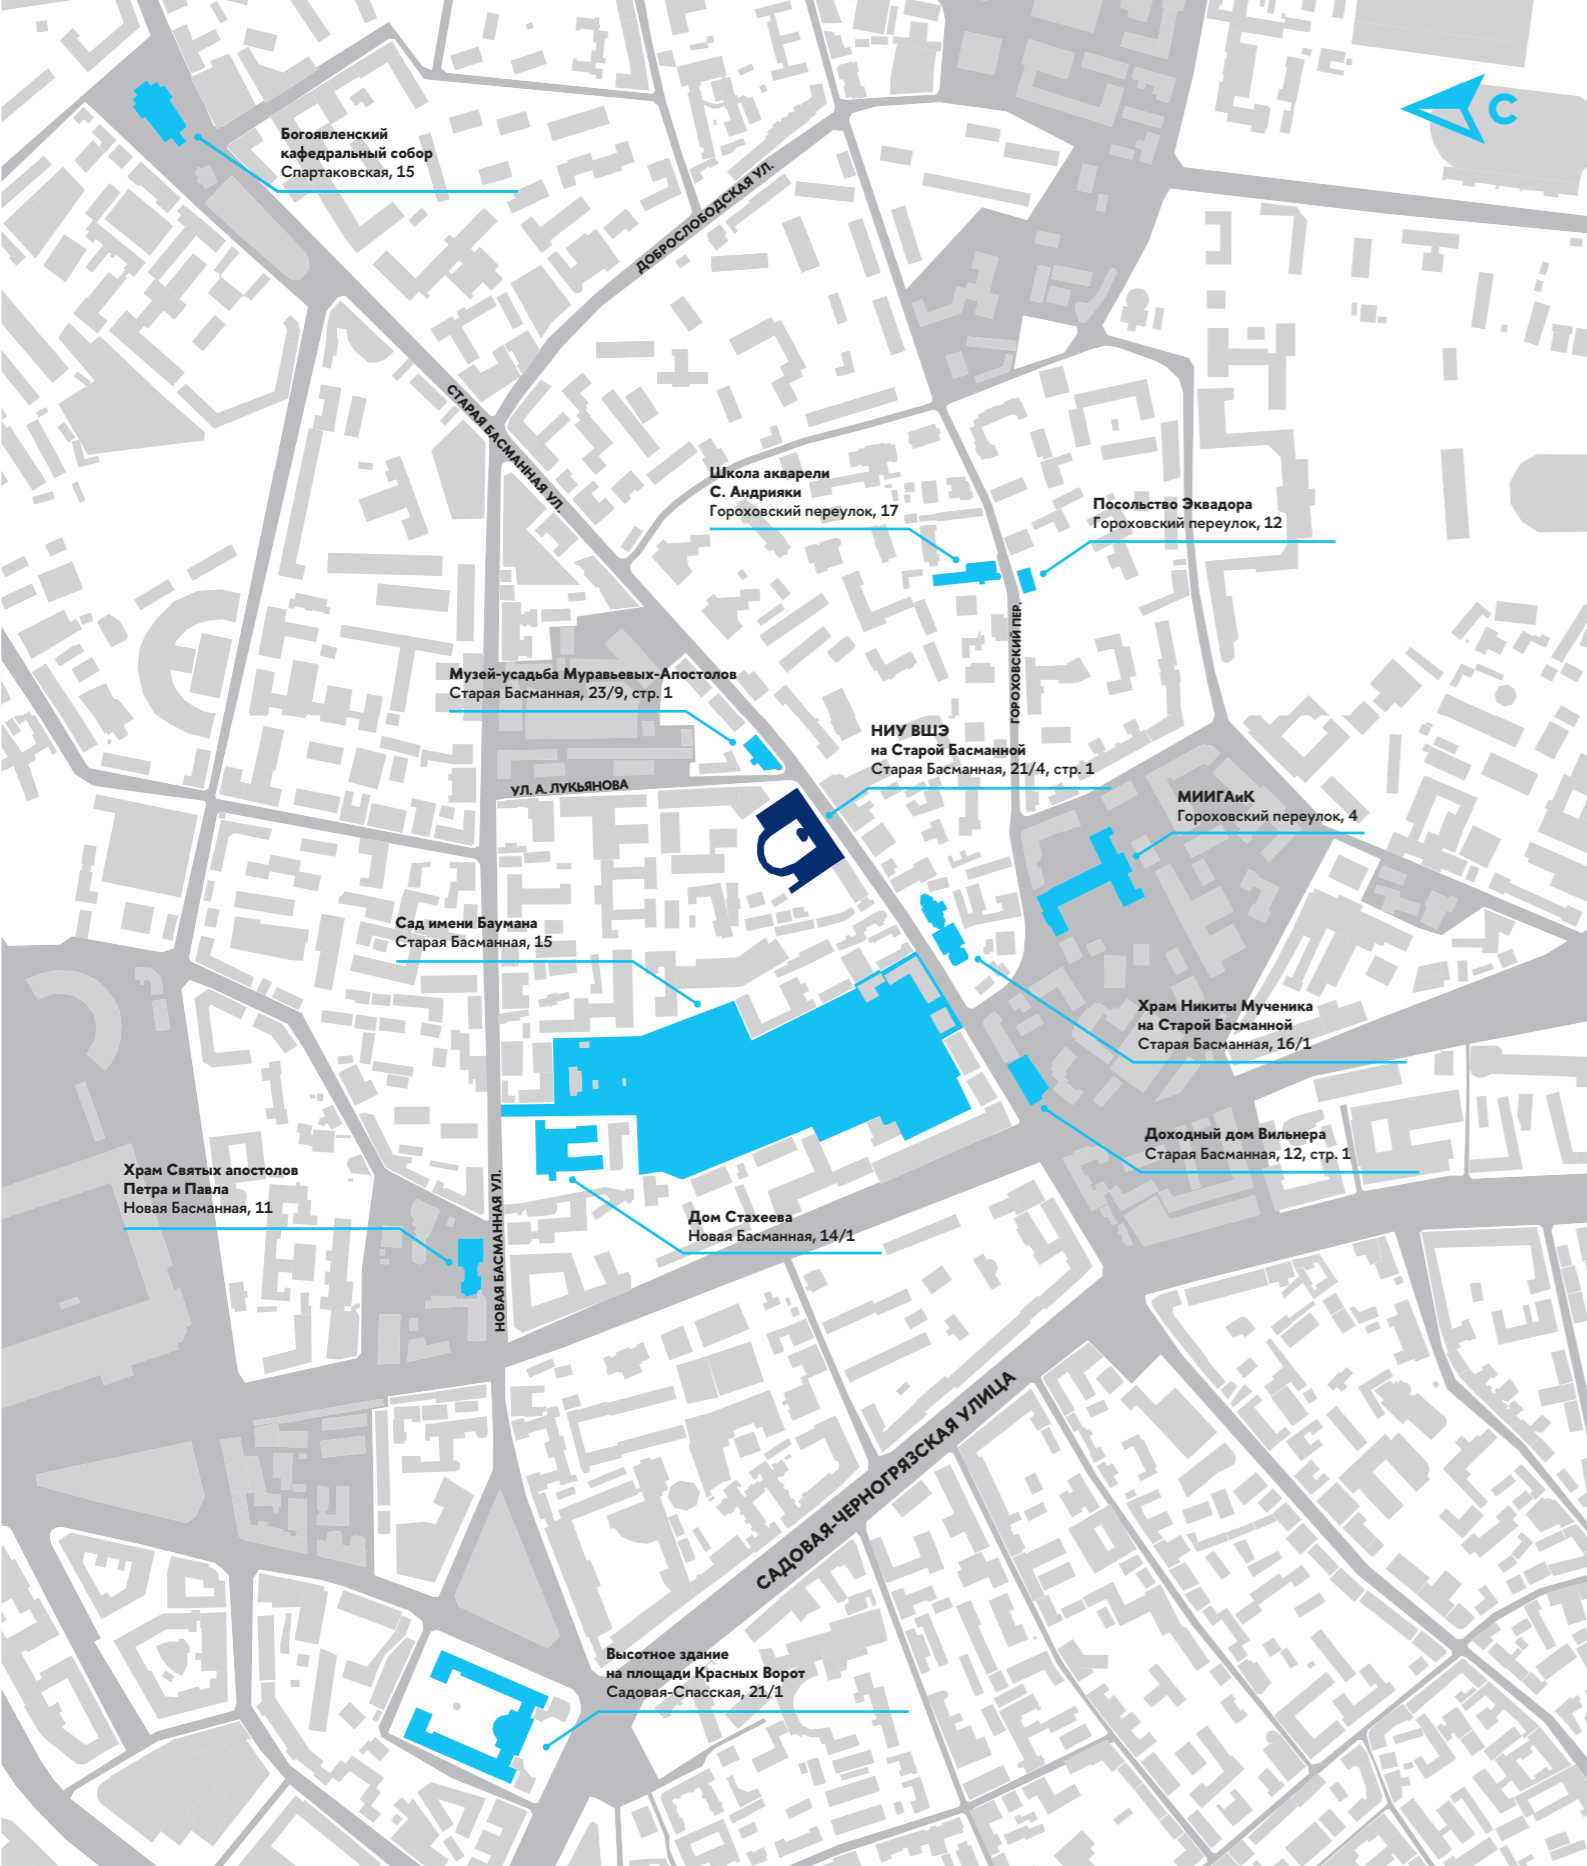 С
Богоявленский
кафедральный собор
Спартаковская, 15
ДОБРОСЛОБОДСКАЯ УЛ.
СТАРАЯ БАСМАННАЯ УЛ.
Школа акварели
С. Андрияки
Гороховский переулок, 17
Посольство Эквадора
Гороховский переулок, 12
ГОРОХОВСКИЙ ПЕР.
Музей-усадьба Муравьевых-Апостолов
Старая Басманная, 23/9, стр. 1
НИУ ВШЭ
на Старой Басманной
Старая Басманная, 21/4, стр. 1
УЛ. А. ЛУКЬЯНОВА
МИИГАиК
Гороховский переулок, 4
Сад имени Баумана
Старая Басманная, 15
Храм Никиты Мученика
на Старой Басманной
Старая Басманная, 16/1
Доходный дом Вильнера
Старая Басманная, 12, стр. 1
Храм Святых апостолов
Петра и Павла
Новая Басманная, 11
НОВАЯ БАСМАННАЯ УЛ.
Дом Стахеева
Новая Басманная, 14/1
САДОВАЯ-ЧЕРНОГРЯЗСКАЯ УЛИЦА
Высотное здание
на площади Красных Ворот
Садовая-Спасская, 21/1